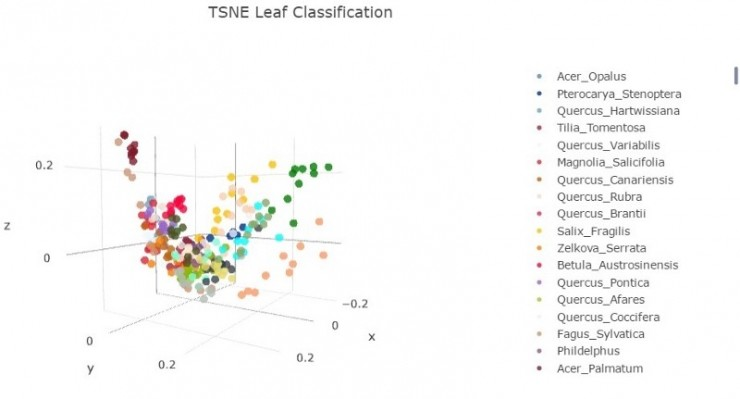 TSNE Leaf Classification
Acer_Opalus
Pterocarya_Stenoptera
Quercus_Hartwissiana
Tilia_Tomentosa
Quercus_Variabilis
Magnolia_Salicifolia
Quercus_Canariensis
Quercus_Rubra
Quercus_Brantii
Salix_Fragilis
Zelkova_Serrata
Betula_Austrosinensis
Quercus_Pontica
Quercus_Afares
Quercus_Coccifera
Fagus_Sylvatica
Phildelphus
Acer_Palmatum
0.2
z
0
−0.2
0
x
0
0.2
0.2
y